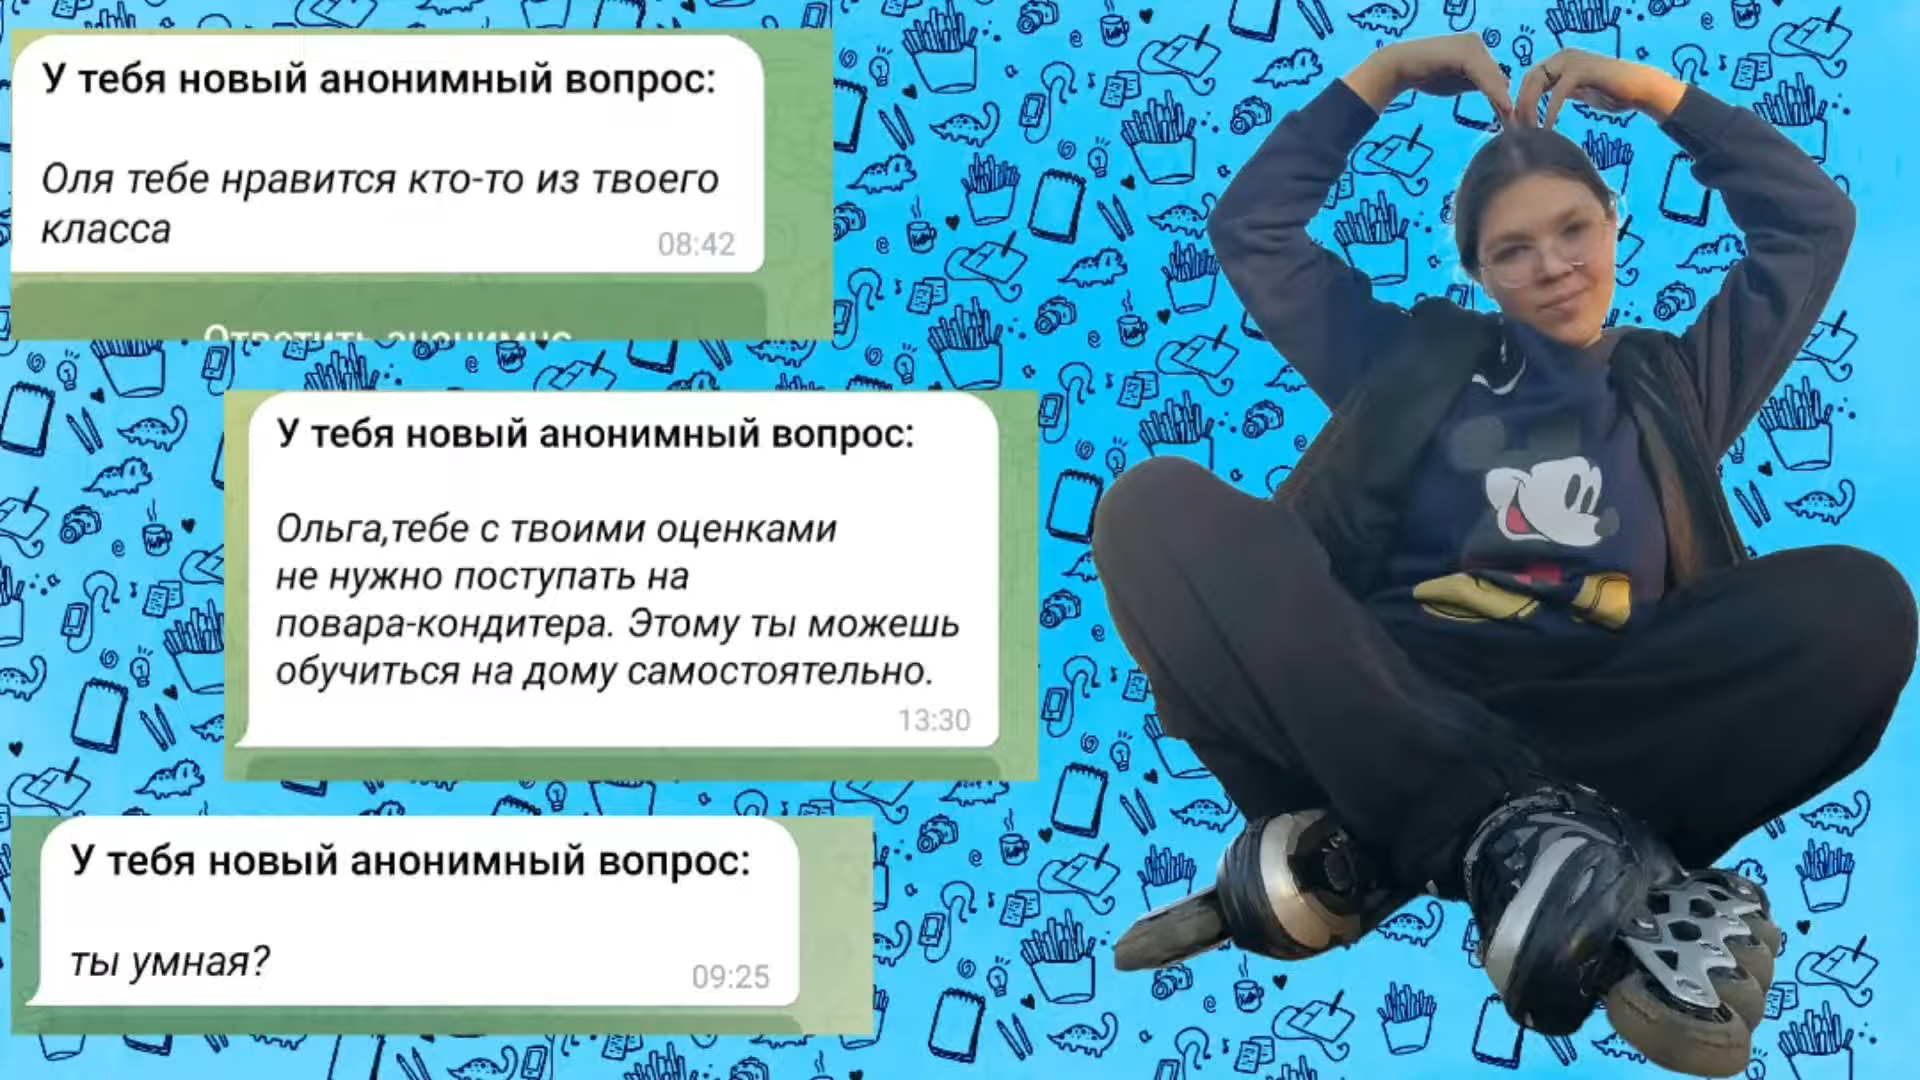 У тебя новый анонимный вопрос:
Оля тебе нравится кто-то из твоего
класса
08:42
Ответить анонимно
У тебя новый анонимный вопрос:
Ольга,тебе с твоими оценками
не нужно поступать на
повара-кондитера. Этому ты можешь
обучиться на дому самостоятельно.
13:30
У тебя новый анонимный вопрос:
ты умная?
09:25